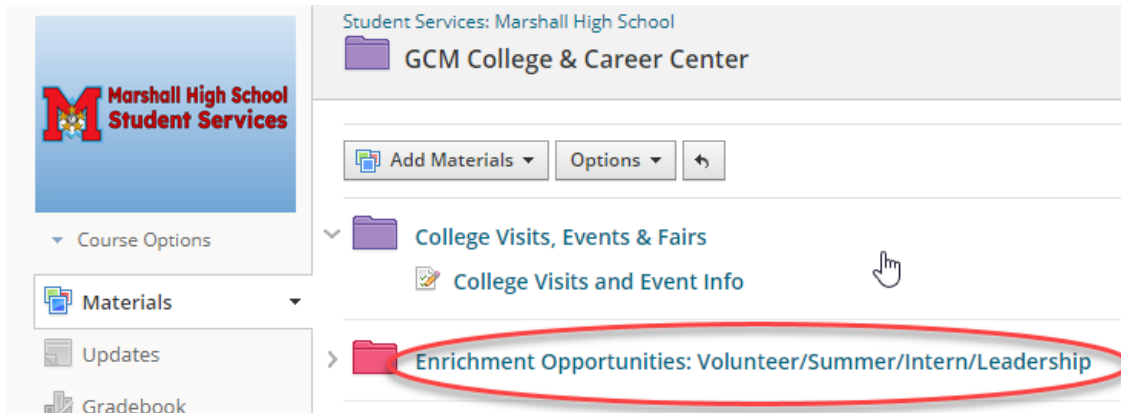 Marshall High School
Student Services
Course Options
Materials
Updates
Gradebook
Student Services: Marshall High School
GCM College & Career Center
Add Materials
Options
College Visits, Events & Fairs
College Visits and Event Info
Enrichment Opportunities: Volunteer/Summer/Intern/Leadership